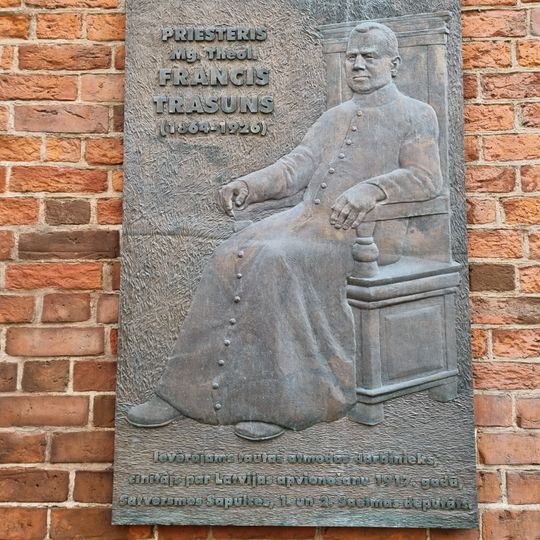 PRIESTERIS
Mg. Theol.
FRANCIS
TRASUNS
(1864-1926)
Ievērojams tautas atmodas darbinieks,
cīnītājs par Latvijas apvienošanu 1917. gadā,
Satversmes Sapulces, 1. un 2. Saeimas deputāts.